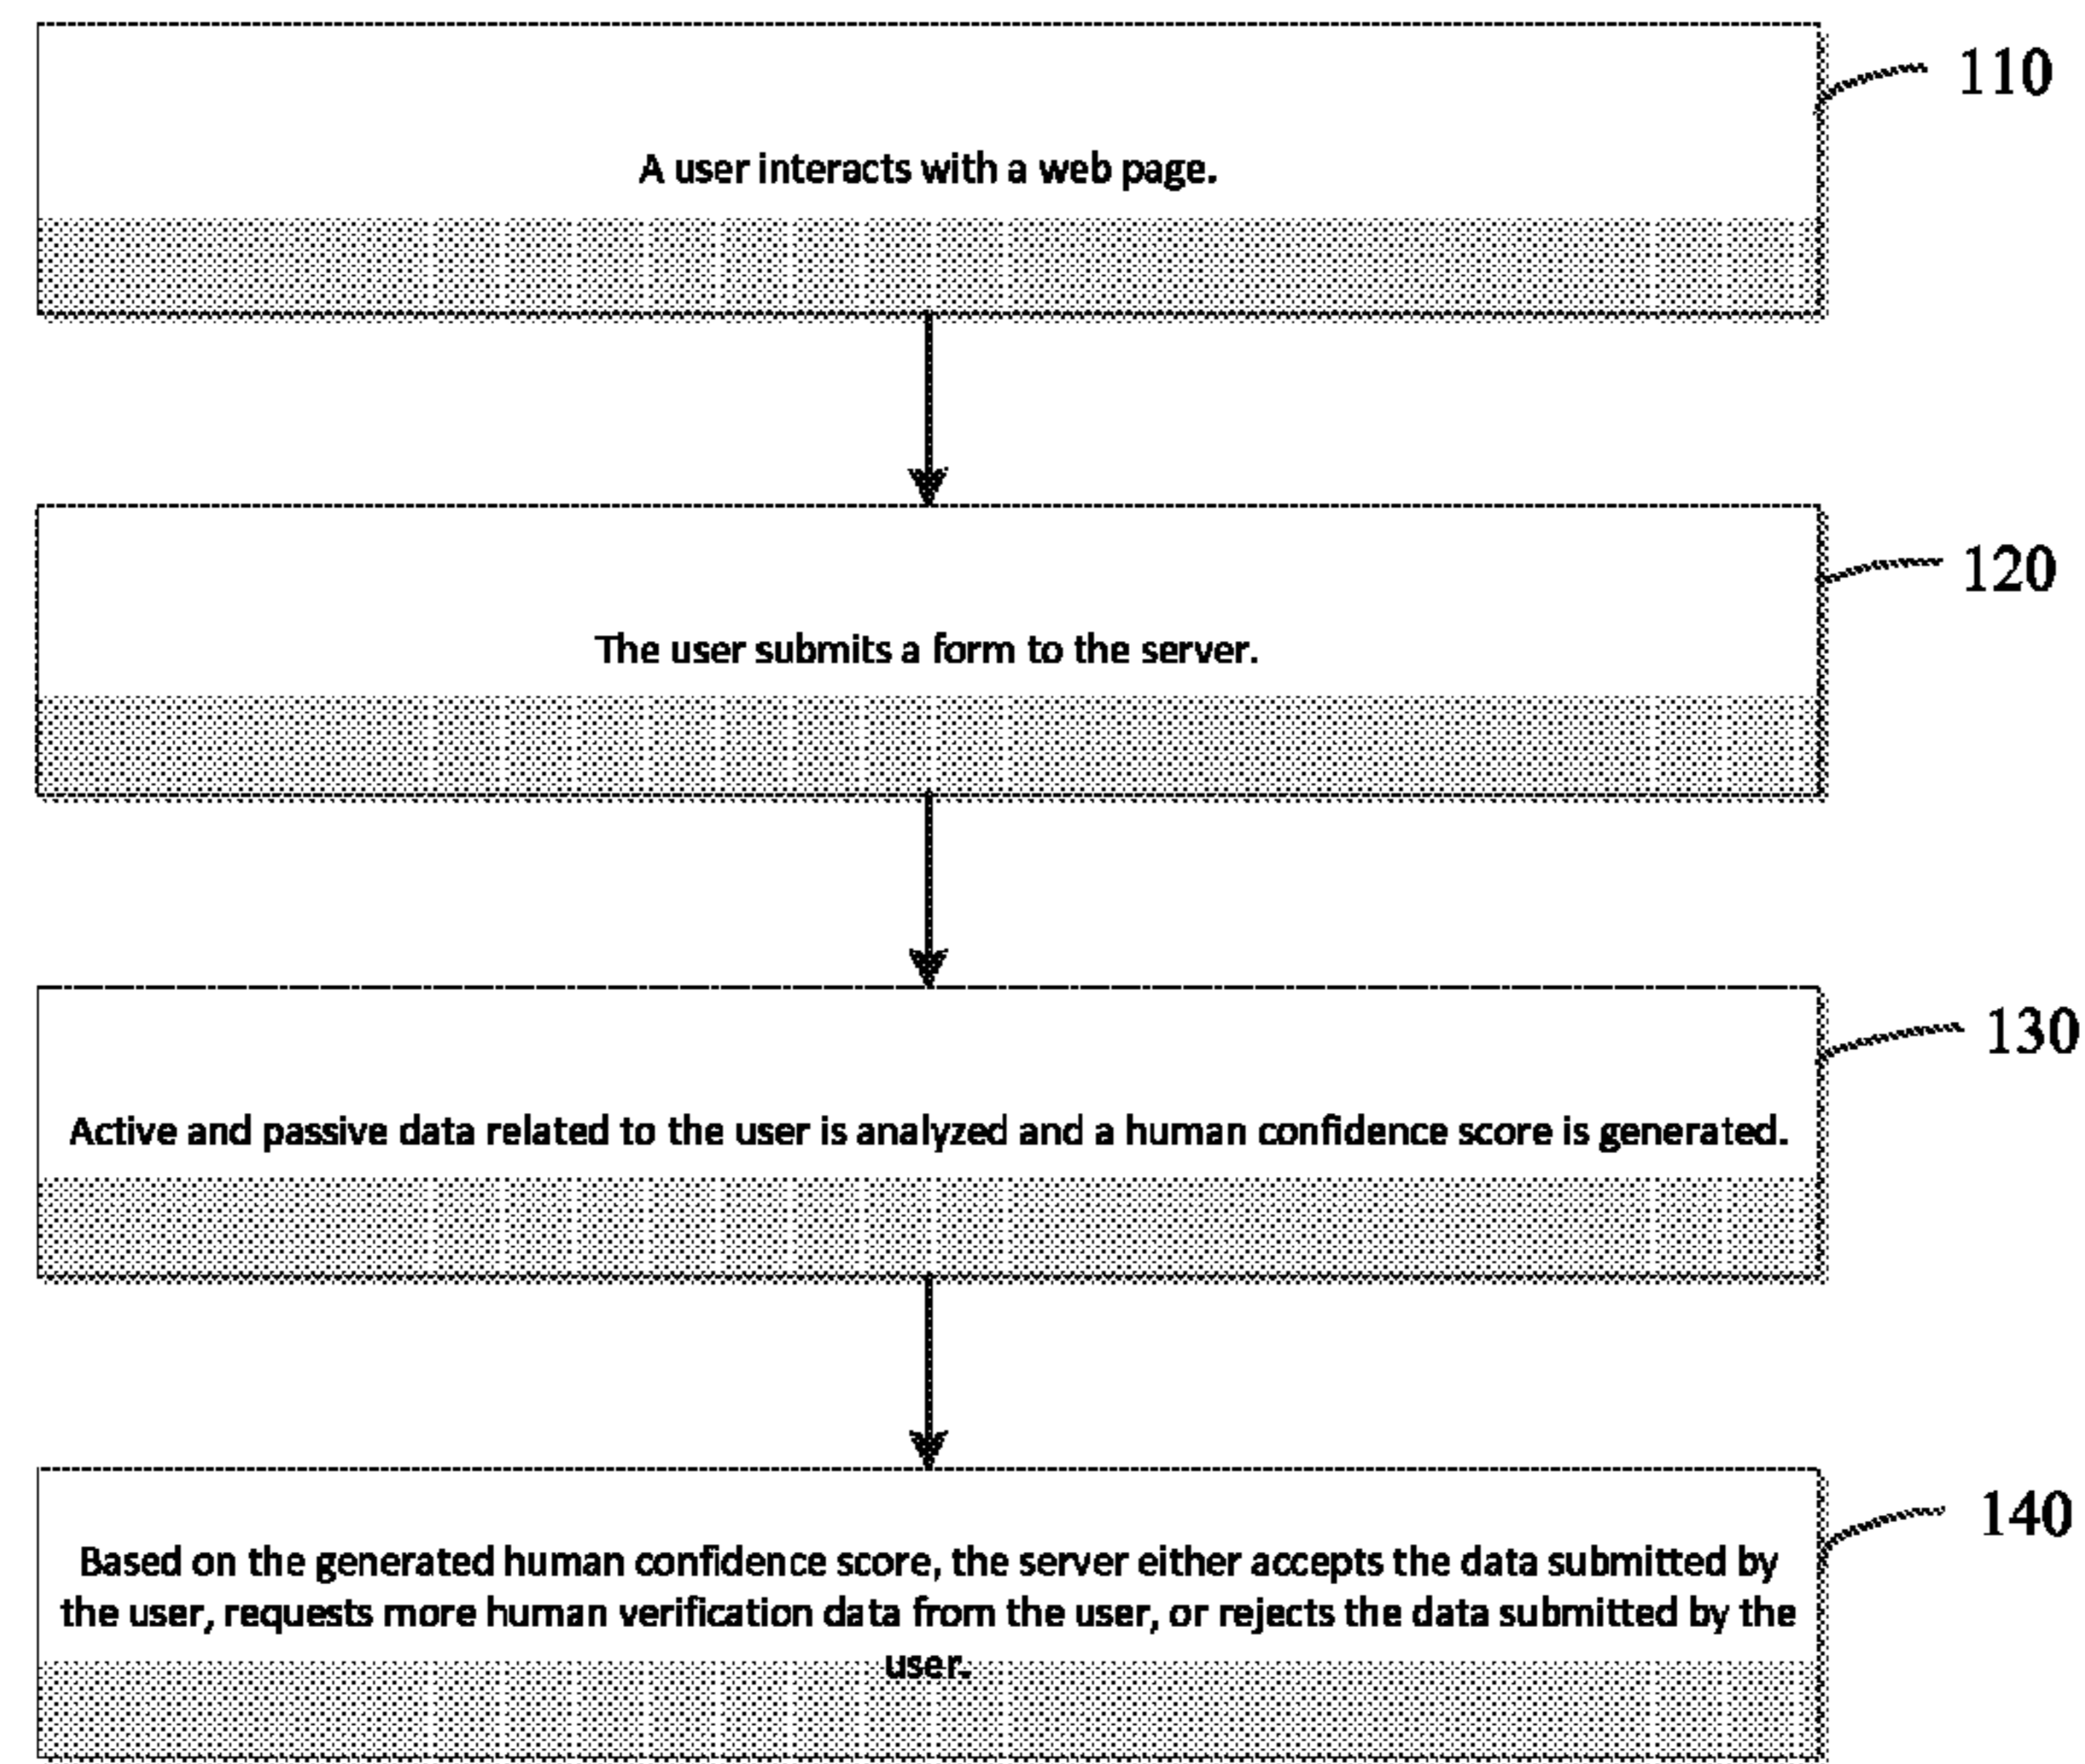 110
A user interacts with a web page.
120
The user submits a form to the server.
130
Active and passive data related to the user is analyzed and a human confidence score is generated.
140
Based on the generated human confidence score, the server either accepts the data submitted by
the user, requests more human verification data from the user, or rejects the data submitted by the
user.